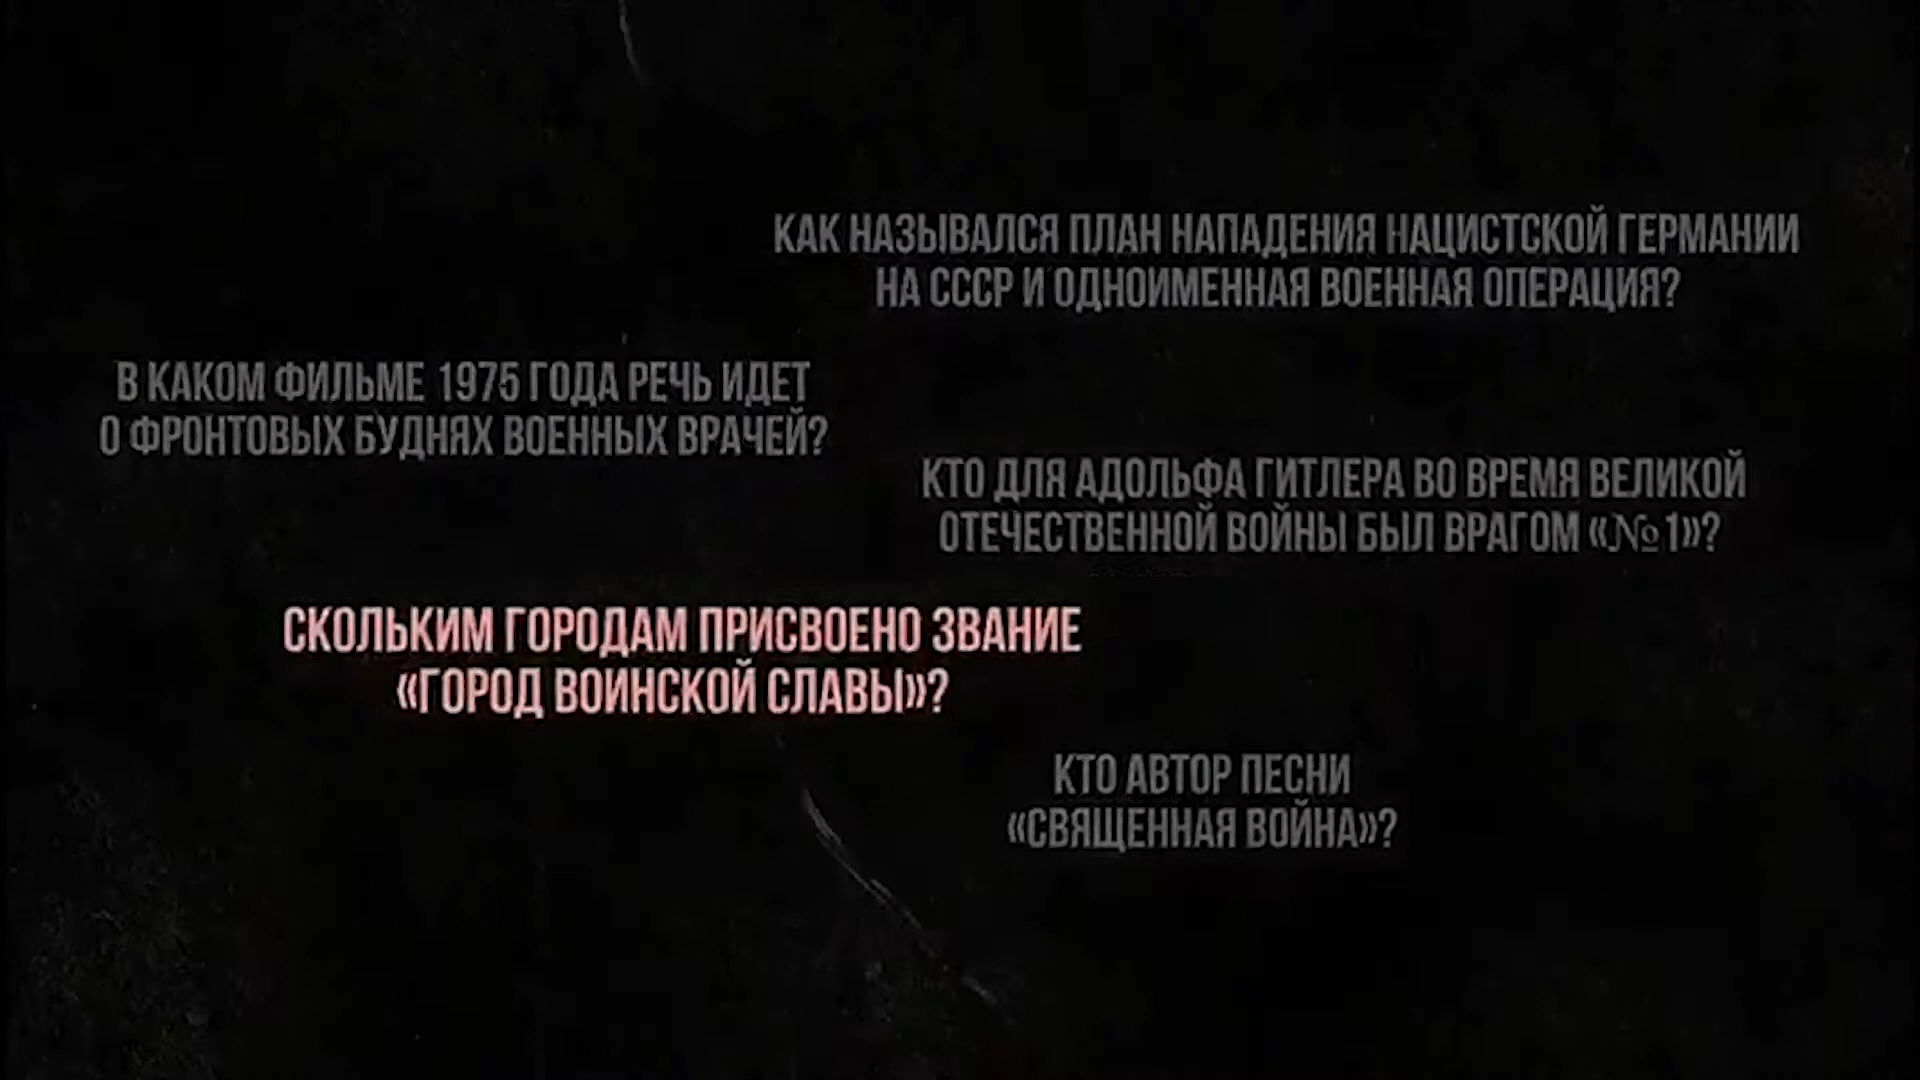 КАК НАЗЫВАЛСЯ ПЛАН НАПАДЕНИЯ НАЦИСТСКОЙ ГЕРМАНИИ
НА СССР И ОДНОИМЕННАЯ ВОЕННАЯ ОПЕРАЦИЯ?
В КАКОМ ФИЛЬМЕ 1975 ГОДА РЕЧЬ ИДЕТ
О ФРОНТОВЫХ БУДНЯХ ВОЕННЫХ ВРАЧЕЙ?
КТО ДЛЯ АДОЛЬФА ГИТЛЕРА ВО ВРЕМЯ ВЕЛИКОЙ
ОТЕЧЕСТВЕННОЙ ВОЙНЫ БЫЛ ВРАГОМ «№1»?
СКОЛЬКИМ ГОРОДАМ ПРИСВОЕНО ЗВАНИЕ
«ГОРОД ВОИНСКОЙ СЛАВЫ»?
КТО АВТОР ПЕСНИ
«СВЯЩЕННАЯ ВОЙНА»?